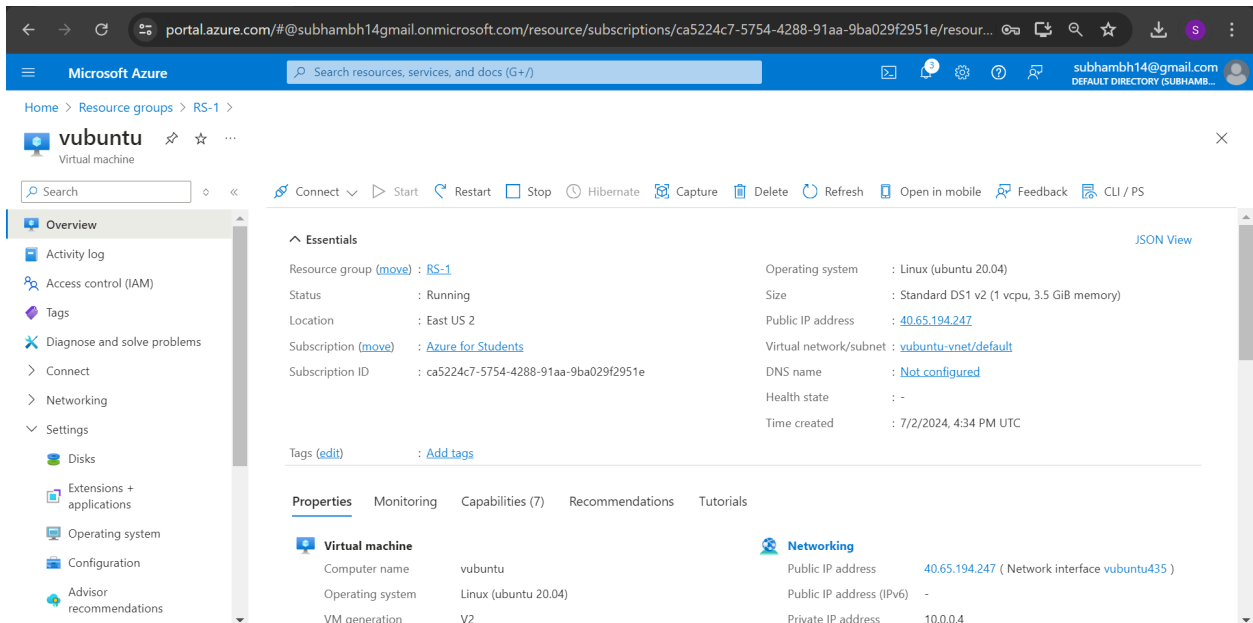 portal.azure.com/#@subhambh14gmail.onmicrosoft.com/resource/subscriptions/ca5224c7-5754-4288-91aa-9ba029f2951e/resour...
S
Microsoft Azure
Search resources, services, and docs (G+/)
3
subhambh14@gmail.com
DEFAULT DIRECTORY (SUBHAMB...
Home > Resource groups > RS-1 >
vubuntu
Virtual machine
Search
Connect
Start
Restart
Stop
Hibernate
Capture
Delete
Refresh
Open in mobile
Feedback
CLI / PS
Overview
Activity log
Access control (IAM)
Tags
Diagnose and solve problems
Connect
Networking
Settings
Disks
Extensions +
applications
Operating system
Configuration
Advisor
recommendations
Essentials
JSON View
Resource group (move) : RS-1
Status : Running
Location : East US 2
Subscription (move) : Azure for Students
Subscription ID : ca5224c7-5754-4288-91aa-9ba029f2951e
Operating system : Linux (ubuntu 20.04)
Size : Standard DS1 v2 (1 vcpu, 3.5 GiB memory)
Public IP address : 40.65.194.247
Virtual network/subnet : vubuntu-vnet/default
DNS name : Not configured
Health state : -
Time created : 7/2/2024, 4:34 PM UTC
Tags (edit) : Add tags
Properties
Monitoring
Capabilities (7)
Recommendations
Tutorials
Virtual machine
Computer name vubuntu
Operating system Linux (ubuntu 20.04)
VM generation V2
Networking
Public IP address 40.65.194.247 ( Network interface vubuntu435 )
Public IP address (IPv6) -
Private IP address 10.0.0.4